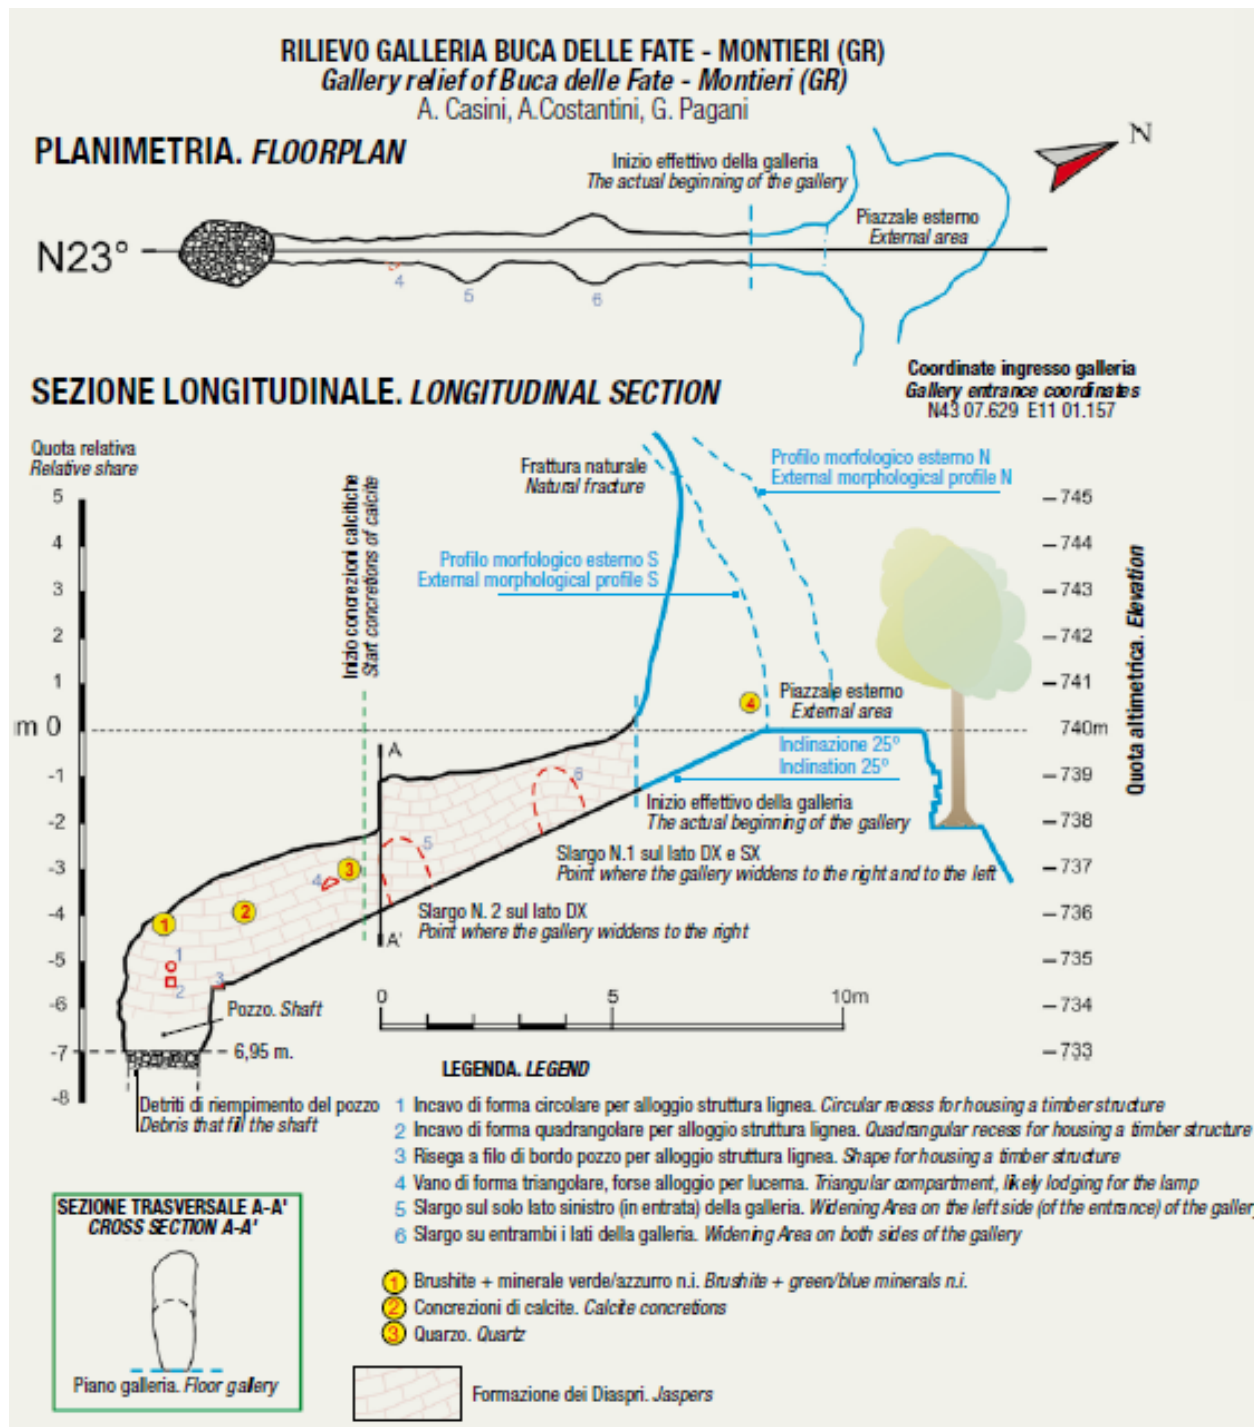 RILIEVO GALLERIA BUCA DELLE FATE - MONTIERI (GR)
Gallery relief of Buca delle Fate - Montieri (GR)
A. Casini, A.Costantini, G. Pagani
PLANIMETRIA. FLOORPLAN
N
Inizio effettivo della galleria
The actual beginning of the gallery
Piazzale esterno
External area
N23°
4
5
6
Coordinate ingresso galleria
Gallery entrance coordinates
N43 07.629 E11 01.157
SEZIONE LONGITUDINALE. LONGITUDINAL SECTION
Quota relativa
Relative share
5
4
3
2
1
m 0
-1
-2
-3
-4
-5
-6
-7
-8
Inizio concrezioni calcitiche
Start concretions of calcite
Frattura naturale
Natural fracture
Profilo morfologico esterno N
External morphological profile N
Profilo morfologico esterno S
External morphological profile S
745
744
743
742
741
740m
739
738
737
736
735
734
733
Quota altimetrica. Elevation
4
Piazzale esterno
External area
Inclinazione 25°
Inclination 25°
A
6
Inizio effettivo della galleria
The actual beginning of the gallery
5
Slargo N.1 sul lato DX e SX
Point where the gallery widdens to the right and to the left
4
3
2
1
Slargo N. 2 sul lato DX
Point where the gallery widdens to the right
A'
1
2
3
0 5 10m
Pozzo. Shaft
6,95 m.
Detriti di riempimento del pozzo
Debris that fill the shaft
LEGENDA. LEGEND
1 Incavo di forma circolare per alloggio struttura lignea. Circular recess for housing a timber structure
2 Incavo di forma quadrangolare per alloggio struttura lignea. Quadrangular recess for housing a timber structure
3 Risega a filo di bordo pozzo per alloggio struttura lignea. Shape for housing a timber structure
4 Vano di forma triangolare, forse alloggio per lucerna. Triangular compartment, likely lodging for the lamp
5 Slargo sul solo lato sinistro (in entrata) della galleria. Widening Area on the left side (of the entrance) of the gallery
6 Slargo su entrambi i lati della galleria. Widening Area on both sides of the gallery
1 Brushite + minerale verde/azzurro n.i. Brushite + green/blue minerals n.i.
2 Concrezioni di calcite. Calcite concretions
3 Quarzo. Quartz
Formazione dei Diaspri. Jaspers
SEZIONE TRASVERSALE A-A'
CROSS SECTION A-A'
Piano galleria. Floor gallery